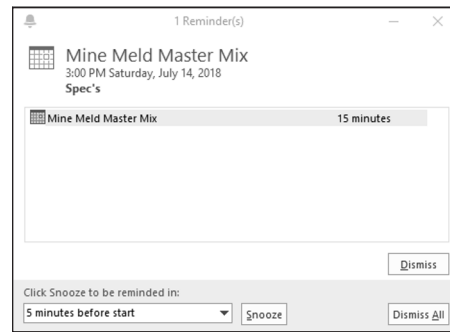 1 Reminder(s)
Mine Meld Master Mix
3:00 PM Saturday, July 14, 2018
Spec's
Mine Meld Master Mix 15 minutes
Dismiss
Click Snooze to be reminded in:
5 minutes before start Snooze Dismiss All